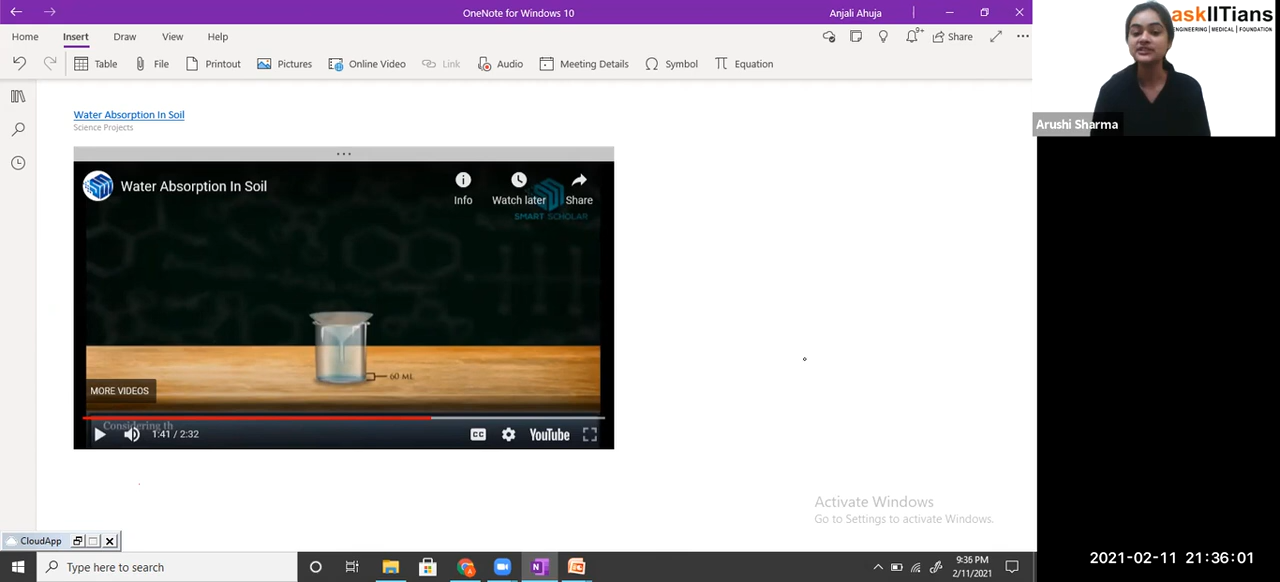 OneNote for Windows 10
Anjali Ahuja
Home
Insert
Draw
View
Help
Share
Table
File
Printout
Pictures
Online Video
Link
Audio
Meeting Details
Symbol
Equation
askIITians
ENGINEERING | MEDICAL | FOUNDATION
Arushi Sharma
Water Absorption In Soil
Science Projects
Water Absorption In Soil
Info
Watch later
Share
SMART SCHOLAR
60 ML
MORE VIDEOS
Considering th
1:41 / 2:32
CC
YouTube
Activate Windows
Go to Settings to activate Windows.
CloudApp
Type here to search
9:36 PM
2/11/2021
2021-02-11 21:36:01